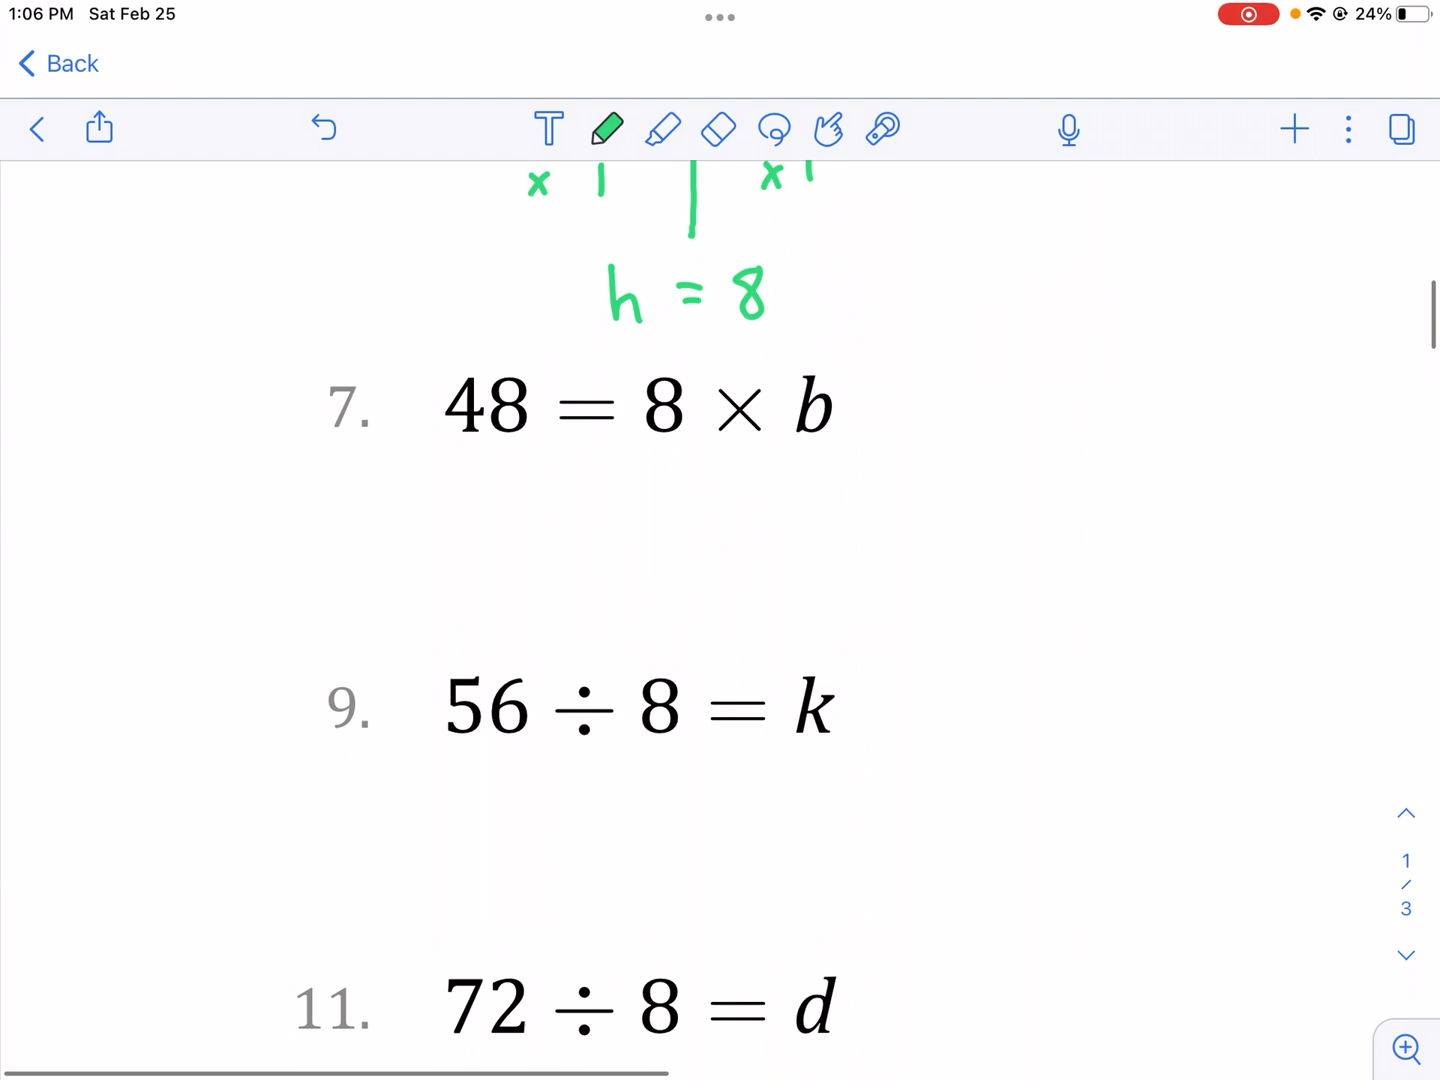 1:06 PM Sat Feb 25
24%
Back
x 1 x 1
h = 8
7. 48 = 8 × b
9. 56 ÷ 8 = k
11. 72 ÷ 8 = d
1
/
3